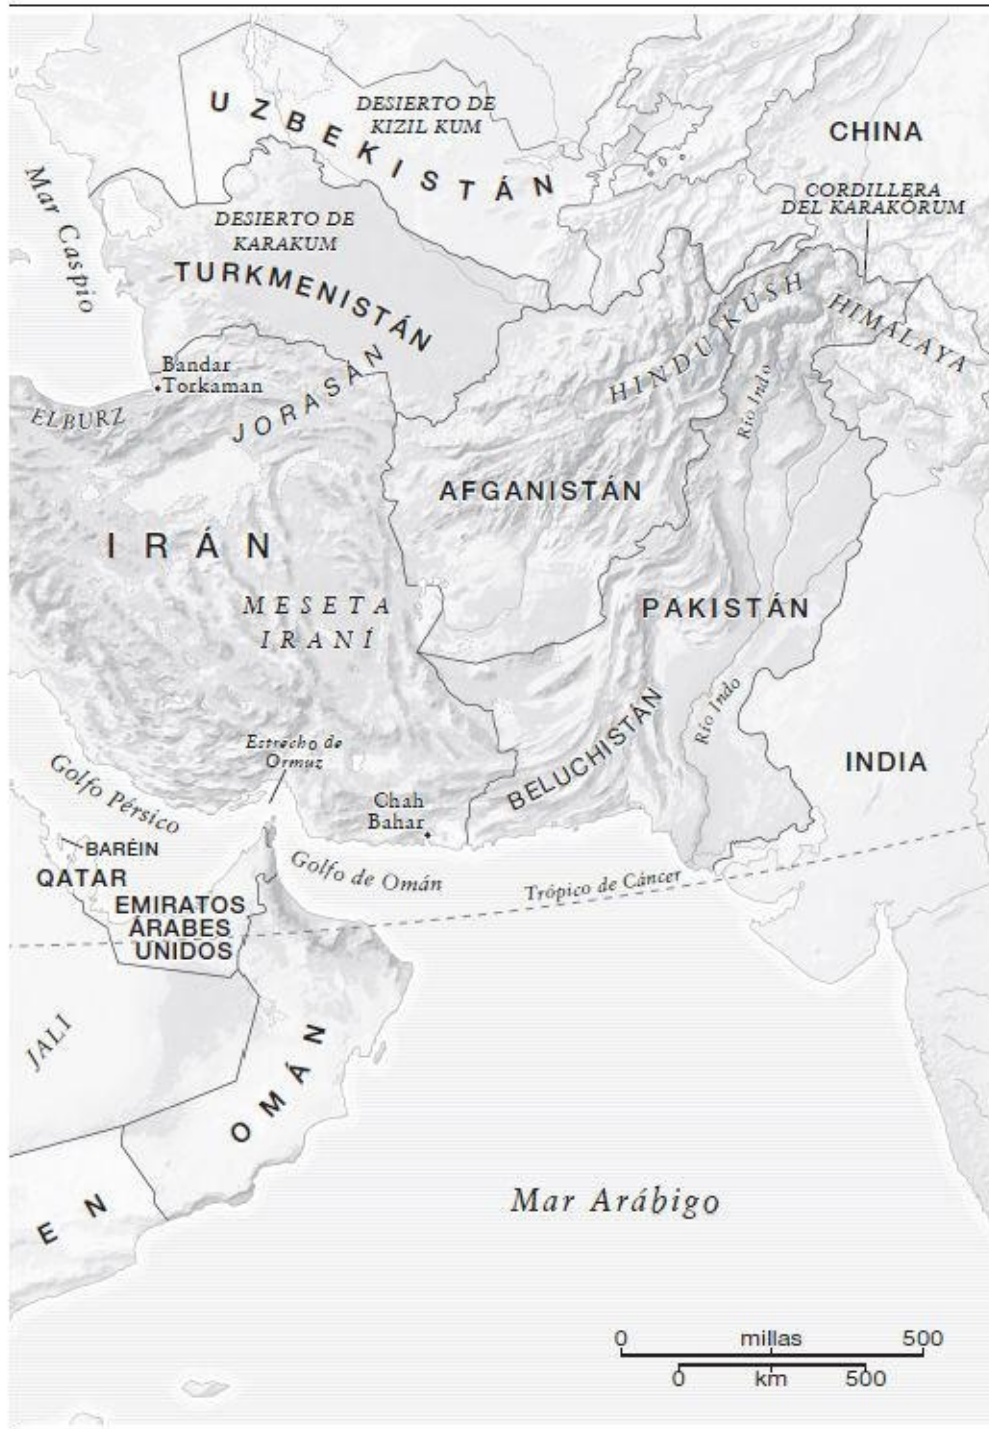 UZBEKISTÁN
DESIERTO DE
KIZIL KUM
CHINA
Mar Caspio
CORDILLERA
DEL KARAKÓRUM
DESIERTO DE
KARAKUM
TURKMENISTÁN
HINDU KUSH
HIMALAYA
Bandar
Torkaman
JORASÁN
ELBURZ
Río Indo
AFGANISTÁN
IRÁN
MESETA
IRANÍ
PAKISTÁN
Río Indo
BELUCHISTÁN
Estrecho de
Ormuz
INDIA
Golfo Pérsico
Chah
Bahar
BARÉIN
QATAR
Golfo de Omán
Trópico de Cáncer
EMIRATOS
ÁRABES
UNIDOS
JALI
OMÁN
EN
Mar Arábigo
0 millas 500
0 km 500